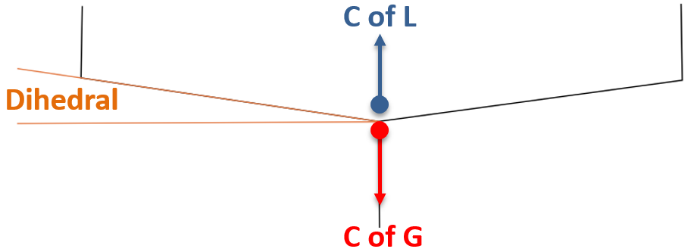 C of L
Dihedral
C of G